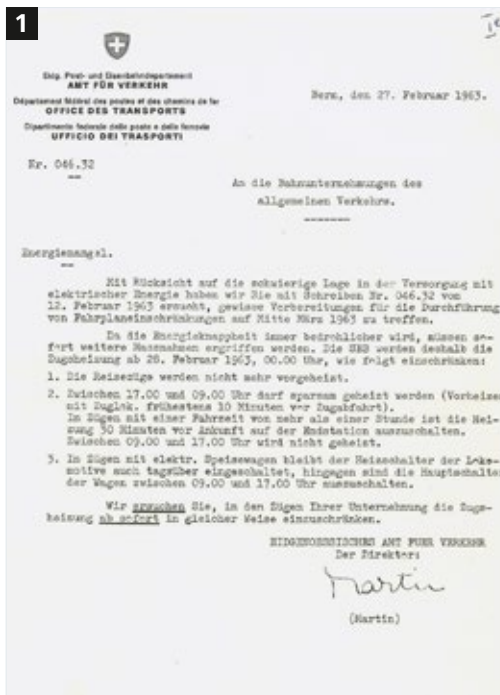 1
Eidg. Post- und Eisenbahndepartement
AMT FÜR VERKEHR
Département fédéral des postes et des chemins de fer
OFFICE DES TRANSPORTS
Dipartimento federale delle poste e delle ferrovie
UFFICIO DEI TRASPORTI
Bern, den 27. Februar 1963.
Nr. 046.32
An die Bahnunternehmungen des
allgemeinen Verkehrs.
Energiemangel.
Mit Rücksicht auf die schwierige Lage in der Versorgung mit
elektrischer Energie haben wir Sie mit Schreiben Nr. 046.32 vom
12. Februar 1963 ersucht, gewisse Vorbereitungen für die Durchführung
von Fahrplaneinschränkungen auf Mitte März 1963 zu treffen.
Da die Energieknappheit immer bedrohlicher wird, müssen so-
fort weitere Massnahmen ergriffen werden. Die SBB werden deshalb die
Zugsheizung ab 28. Februar 1963, 00.00 Uhr, wie folgt einschränken:
1. Die Reisezüge werden nicht mehr vorgeheizt.
2. Zwischen 17.00 und 09.00 Uhr darf sparsam geheizt werden (Vorheizen
mit Zuglok. frühestens 10 Minuten vor Zugabfahrt).
In Zügen mit einer Fahrzeit von mehr als einer Stunde ist die Hei-
zung 30 Minuten vor Ankunft auf der Endstation auszuschalten.
Zwischen 09.00 und 17.00 Uhr wird nicht geheizt.
3. In Zügen mit elektr. Speisewagen bleibt der Heizschalter der Loko-
motive auch tagsüber eingeschaltet, hingegen sind die Hauptschalter
der Wagen zwischen 09.00 und 17.00 Uhr auszuschalten.
Wir ersuchen Sie, in den Zügen Ihrer Unternehmung die Zugs-
heizung ab sofort in gleicher Weise einzuschränken.
EIDGENOESSISCHES AMT FUER VERKEHR
Der Direktor:
Martin
(Martin)